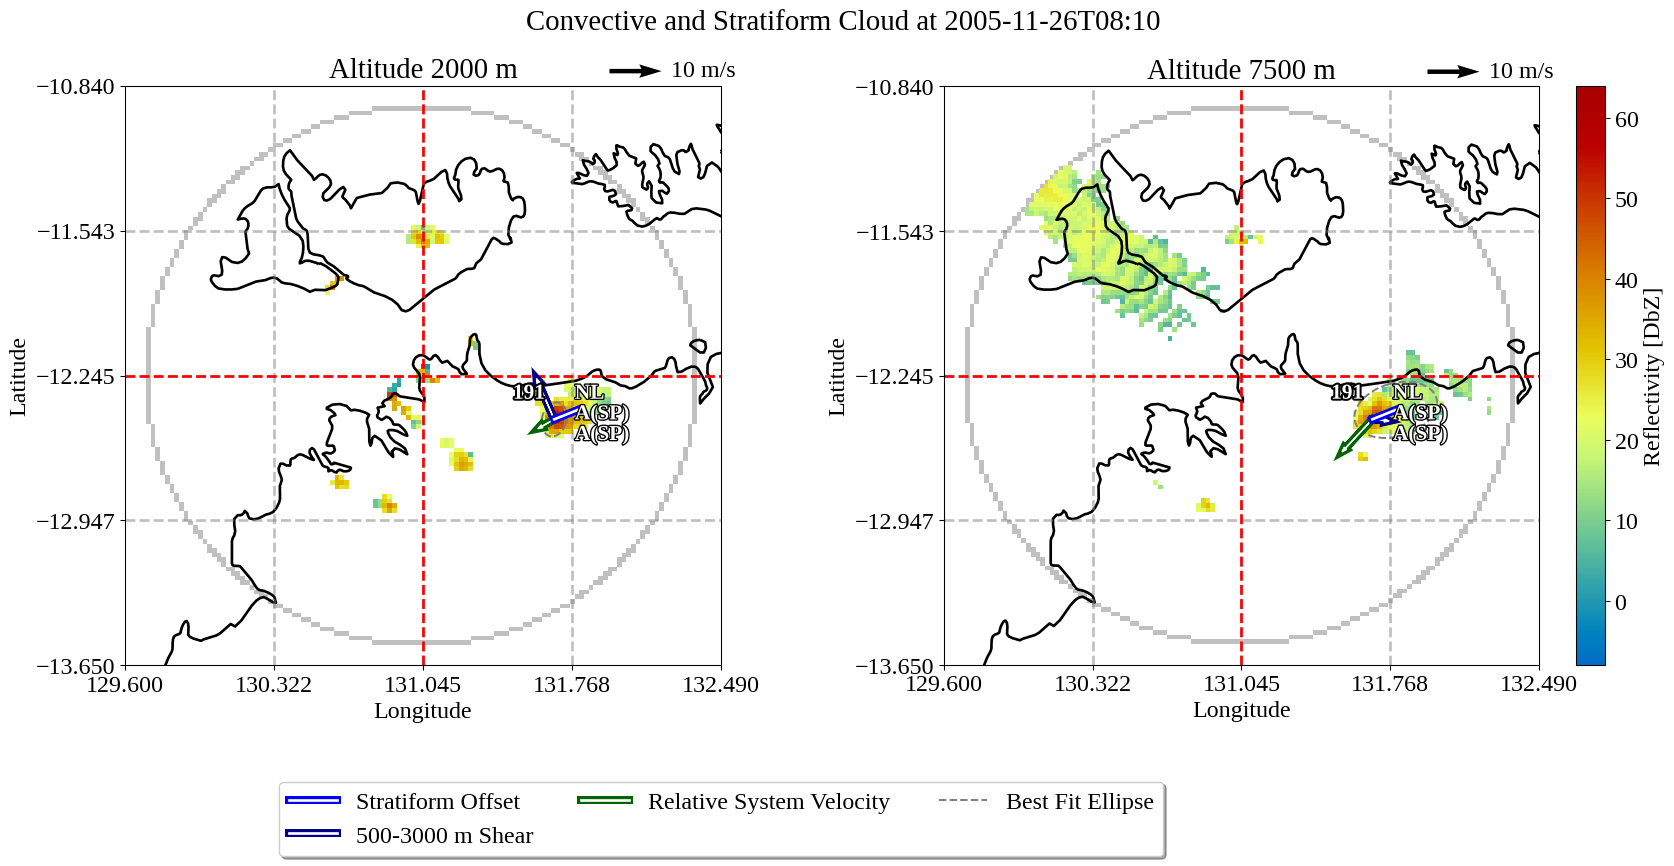 Convective and Stratiform Cloud at 2005-11-26T08:10
Altitude 2000 m
10 m/s
−10.840
−11.543
−12.245
−12.947
−13.650
129.600
130.322
131.045
131.768
132.490
Latitude
Longitude
191
NL
A(SP)
A(SP)
Altitude 7500 m
10 m/s
−10.840
−11.543
−12.245
−12.947
−13.650
129.600
130.322
131.045
131.768
132.490
Latitude
Longitude
191
NL
A(SP)
A(SP)
60
50
40
30
20
10
0
Reflectivity [DbZ]
Stratiform Offset
500-3000 m Shear
Relative System Velocity
Best Fit Ellipse